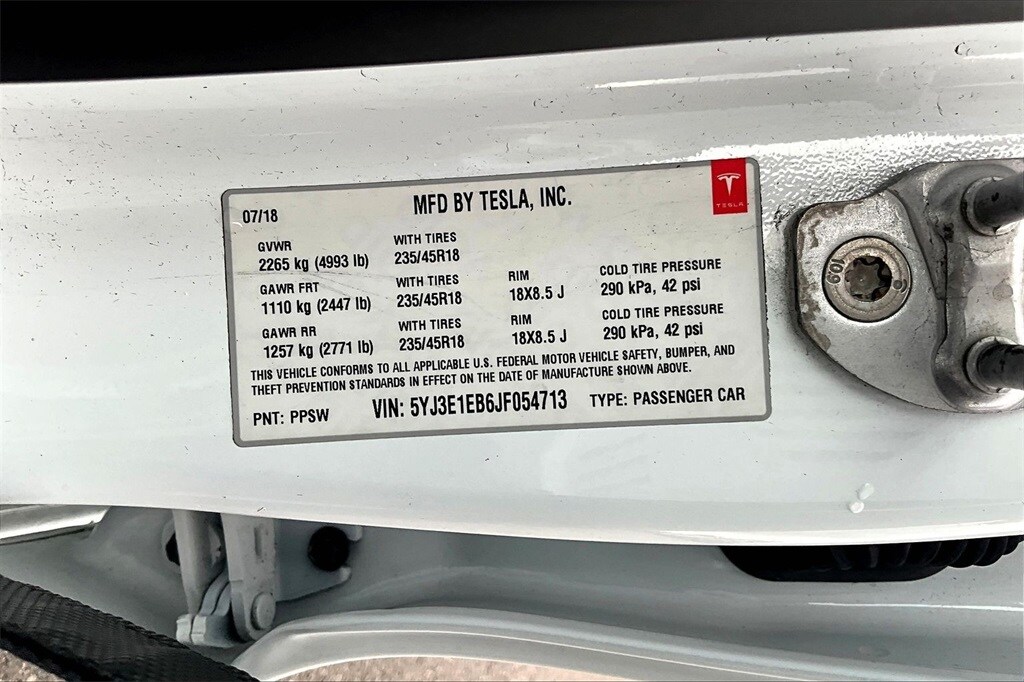 07/18
MFD BY TESLA, INC.
TESLA
GVWR
2265 kg (4993 lb)
WITH TIRES
235/45R18
GAWR FRT
1110 kg (2447 lb)
WITH TIRES
235/45R18
RIM
18X8.5 J
COLD TIRE PRESSURE
290 kPa, 42 psi
GAWR RR
1257 kg (2771 lb)
WITH TIRES
235/45R18
RIM
18X8.5 J
COLD TIRE PRESSURE
290 kPa, 42 psi
THIS VEHICLE CONFORMS TO ALL APPLICABLE U.S. FEDERAL MOTOR VEHICLE SAFETY, BUMPER, AND
THEFT PREVENTION STANDARDS IN EFFECT ON THE DATE OF MANUFACTURE SHOWN ABOVE.
PNT: PPSW
VIN: 5YJ3E1EB6JF054713
TYPE: PASSENGER CAR